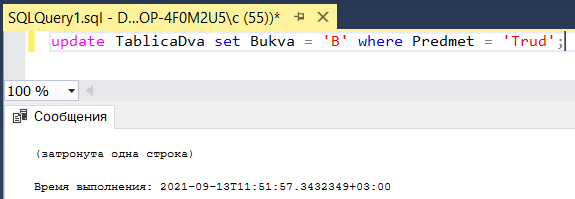 SQLQuery1.sql - D...OP-4F0M2U5\c (55))*
update TablicaDva set Bukva = 'B' where Predmet = 'Trud';
100 %
Сообщения
(затронута одна строка)
Время выполнения: 2021-09-13T11:51:57.3432349+03:00